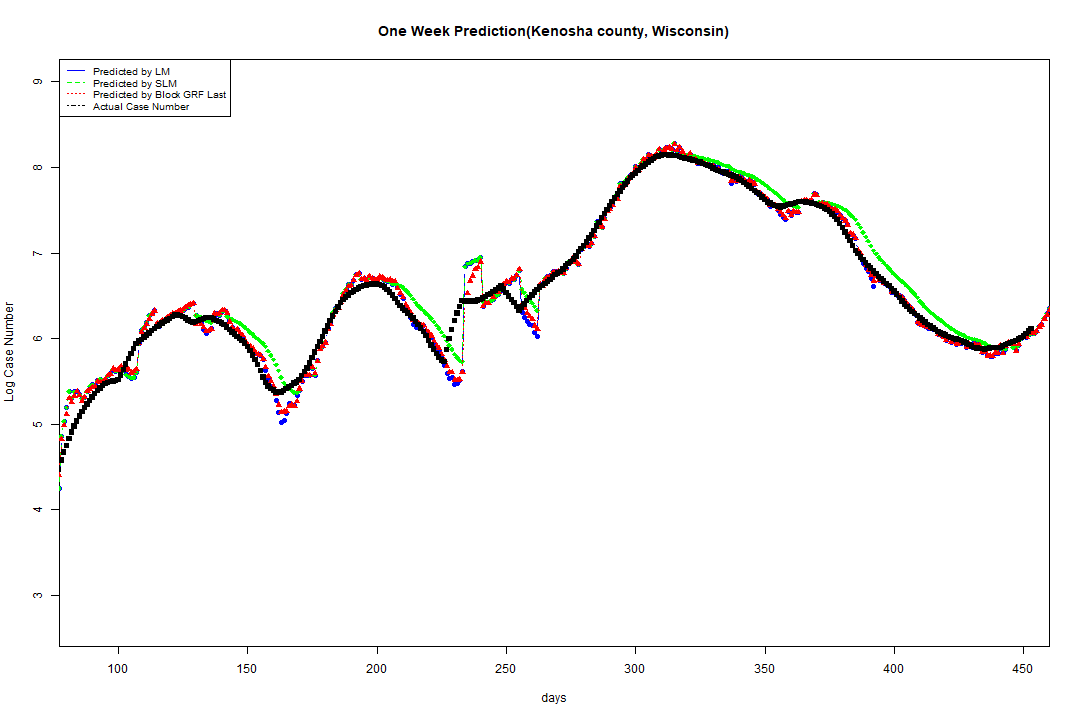 One Week Prediction(Kenosha county, Wisconsin)
Predicted by LM
Predicted by SLM
Predicted by Block GRF Last
Actual Case Number
Log Case Number
9
8
7
6
5
4
3
100 150 200 250 300 350 400 450
days